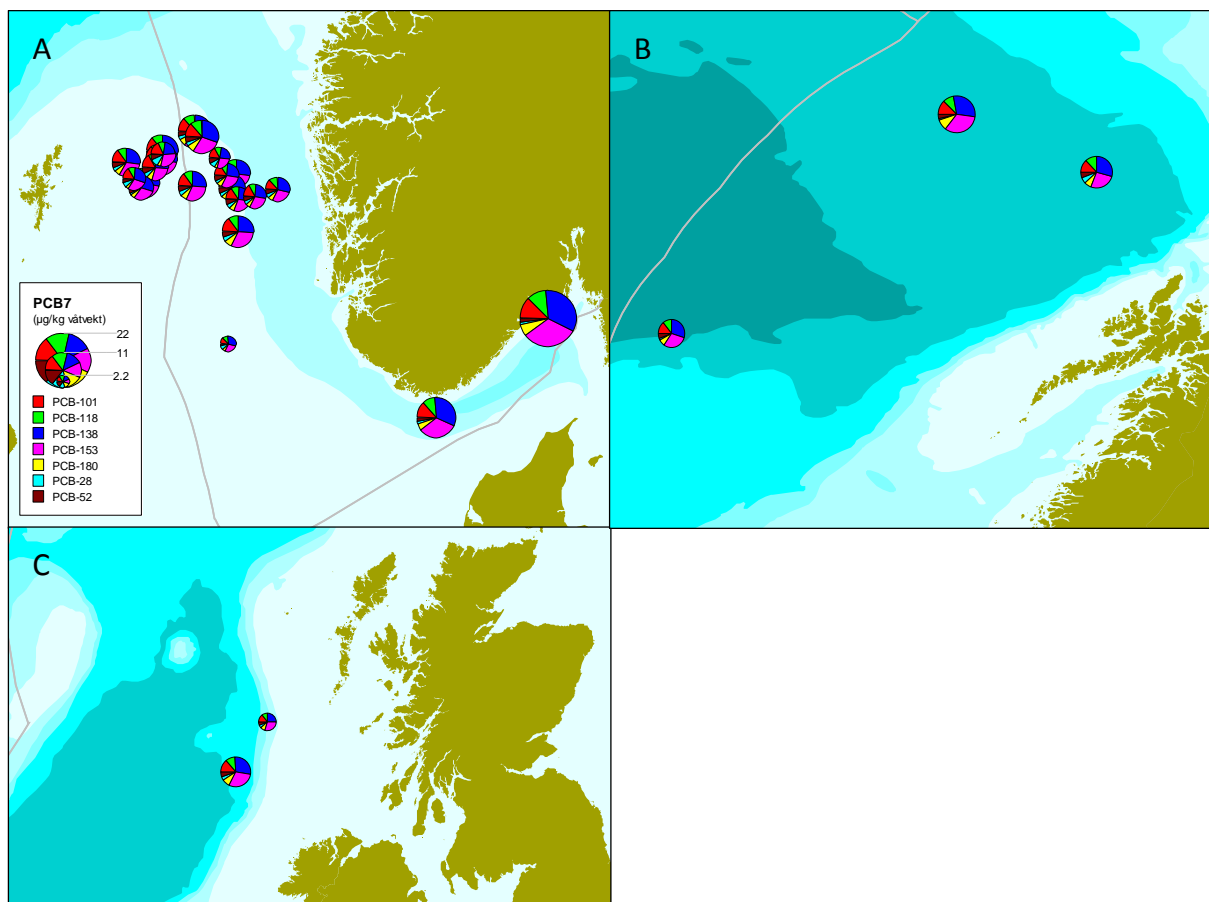 A
B
PCB7
(µg/kg våtvekt)
22
11
2.2
PCB-101
PCB-118
PCB-138
PCB-153
PCB-180
PCB-28
PCB-52
C